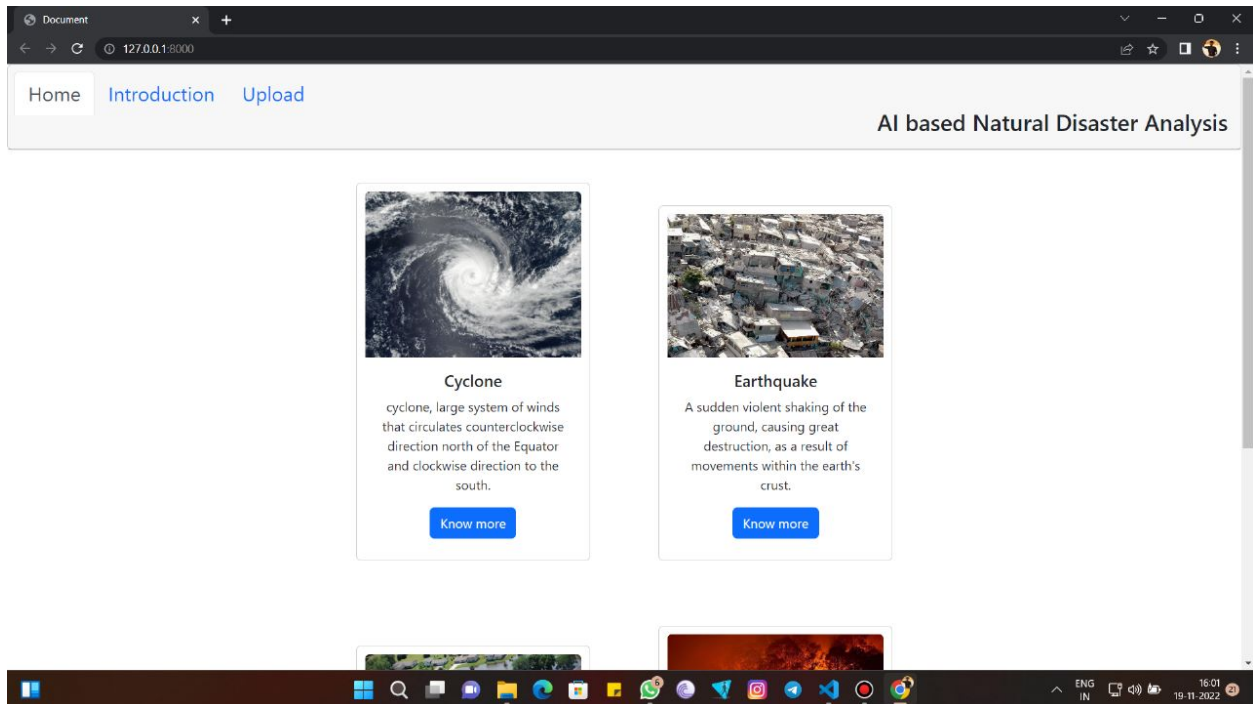 Document
127.0.0.1:8000
Home Introduction Upload
AI based Natural Disaster Analysis
Cyclone
cyclone, large system of winds
that circulates counterclockwise
direction north of the Equator
and clockwise direction to the
south.
Know more
Earthquake
A sudden violent shaking of the
ground, causing great
destruction, as a result of
movements within the earth's
crust.
Know more
ENG
IN
16:01
19-11-2022
21
6